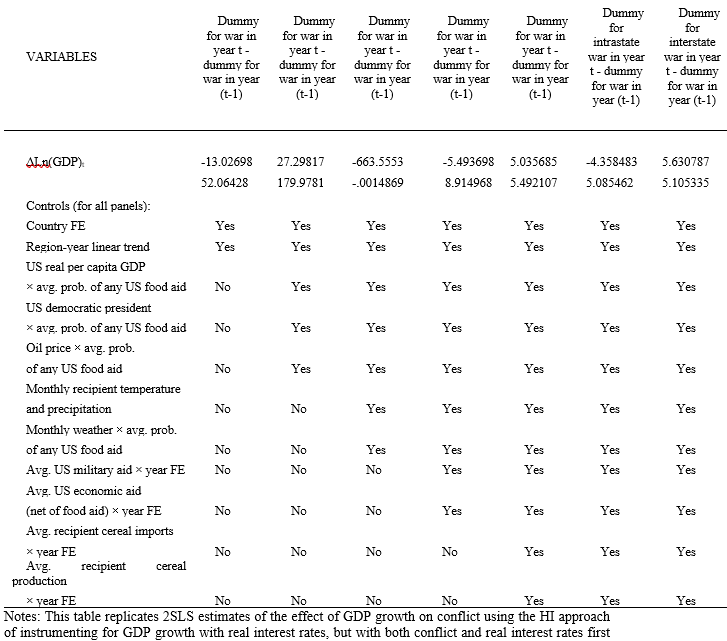 VARIABLES
Dummy for war in year t - dummy for war in year (t-1)
Dummy for war in year t - dummy for war in year (t-1)
Dummy for war in year t - dummy for war in year (t-1)
Dummy for war in year t - dummy for war in year (t-1)
Dummy for war in year t - dummy for war in year (t-1)
Dummy for intrastate war in year t - dummy for war in year (t-1)
Dummy for interstate war in year t - dummy for war in year (t-1)
ΔLn(GDP)t -13.02698 27.29817 -663.5553 -5.493698 5.035685 -4.358483 5.630787
52.06428 179.9781 -.0014869 8.914968 5.492107 5.085462 5.105335
Controls (for all panels):
Country FE Yes Yes Yes Yes Yes Yes Yes
Region-year linear trend Yes Yes Yes Yes Yes Yes Yes
US real per capita GDP
× avg. prob. of any US food aid No Yes Yes Yes Yes Yes Yes
US democratic president
× avg. prob. of any US food aid No Yes Yes Yes Yes Yes Yes
Oil price × avg. prob.
of any US food aid No Yes Yes Yes Yes Yes Yes
Monthly recipient temperature
and precipitation No No Yes Yes Yes Yes Yes
Monthly weather × avg. prob.
of any US food aid No No Yes Yes Yes Yes Yes
Avg. US military aid × year FE No No No Yes Yes Yes Yes
Avg. US economic aid
(net of food aid) × year FE No No No Yes Yes Yes Yes
Avg. recipient cereal imports
× year FE No No No No Yes Yes Yes
Avg. recipient cereal
production
× year FE No No No No Yes Yes Yes
Notes: This table replicates 2SLS estimates of the effect of GDP growth on conflict using the HI approach
of instrumenting for GDP growth with real interest rates, but with both conflict and real interest rates first